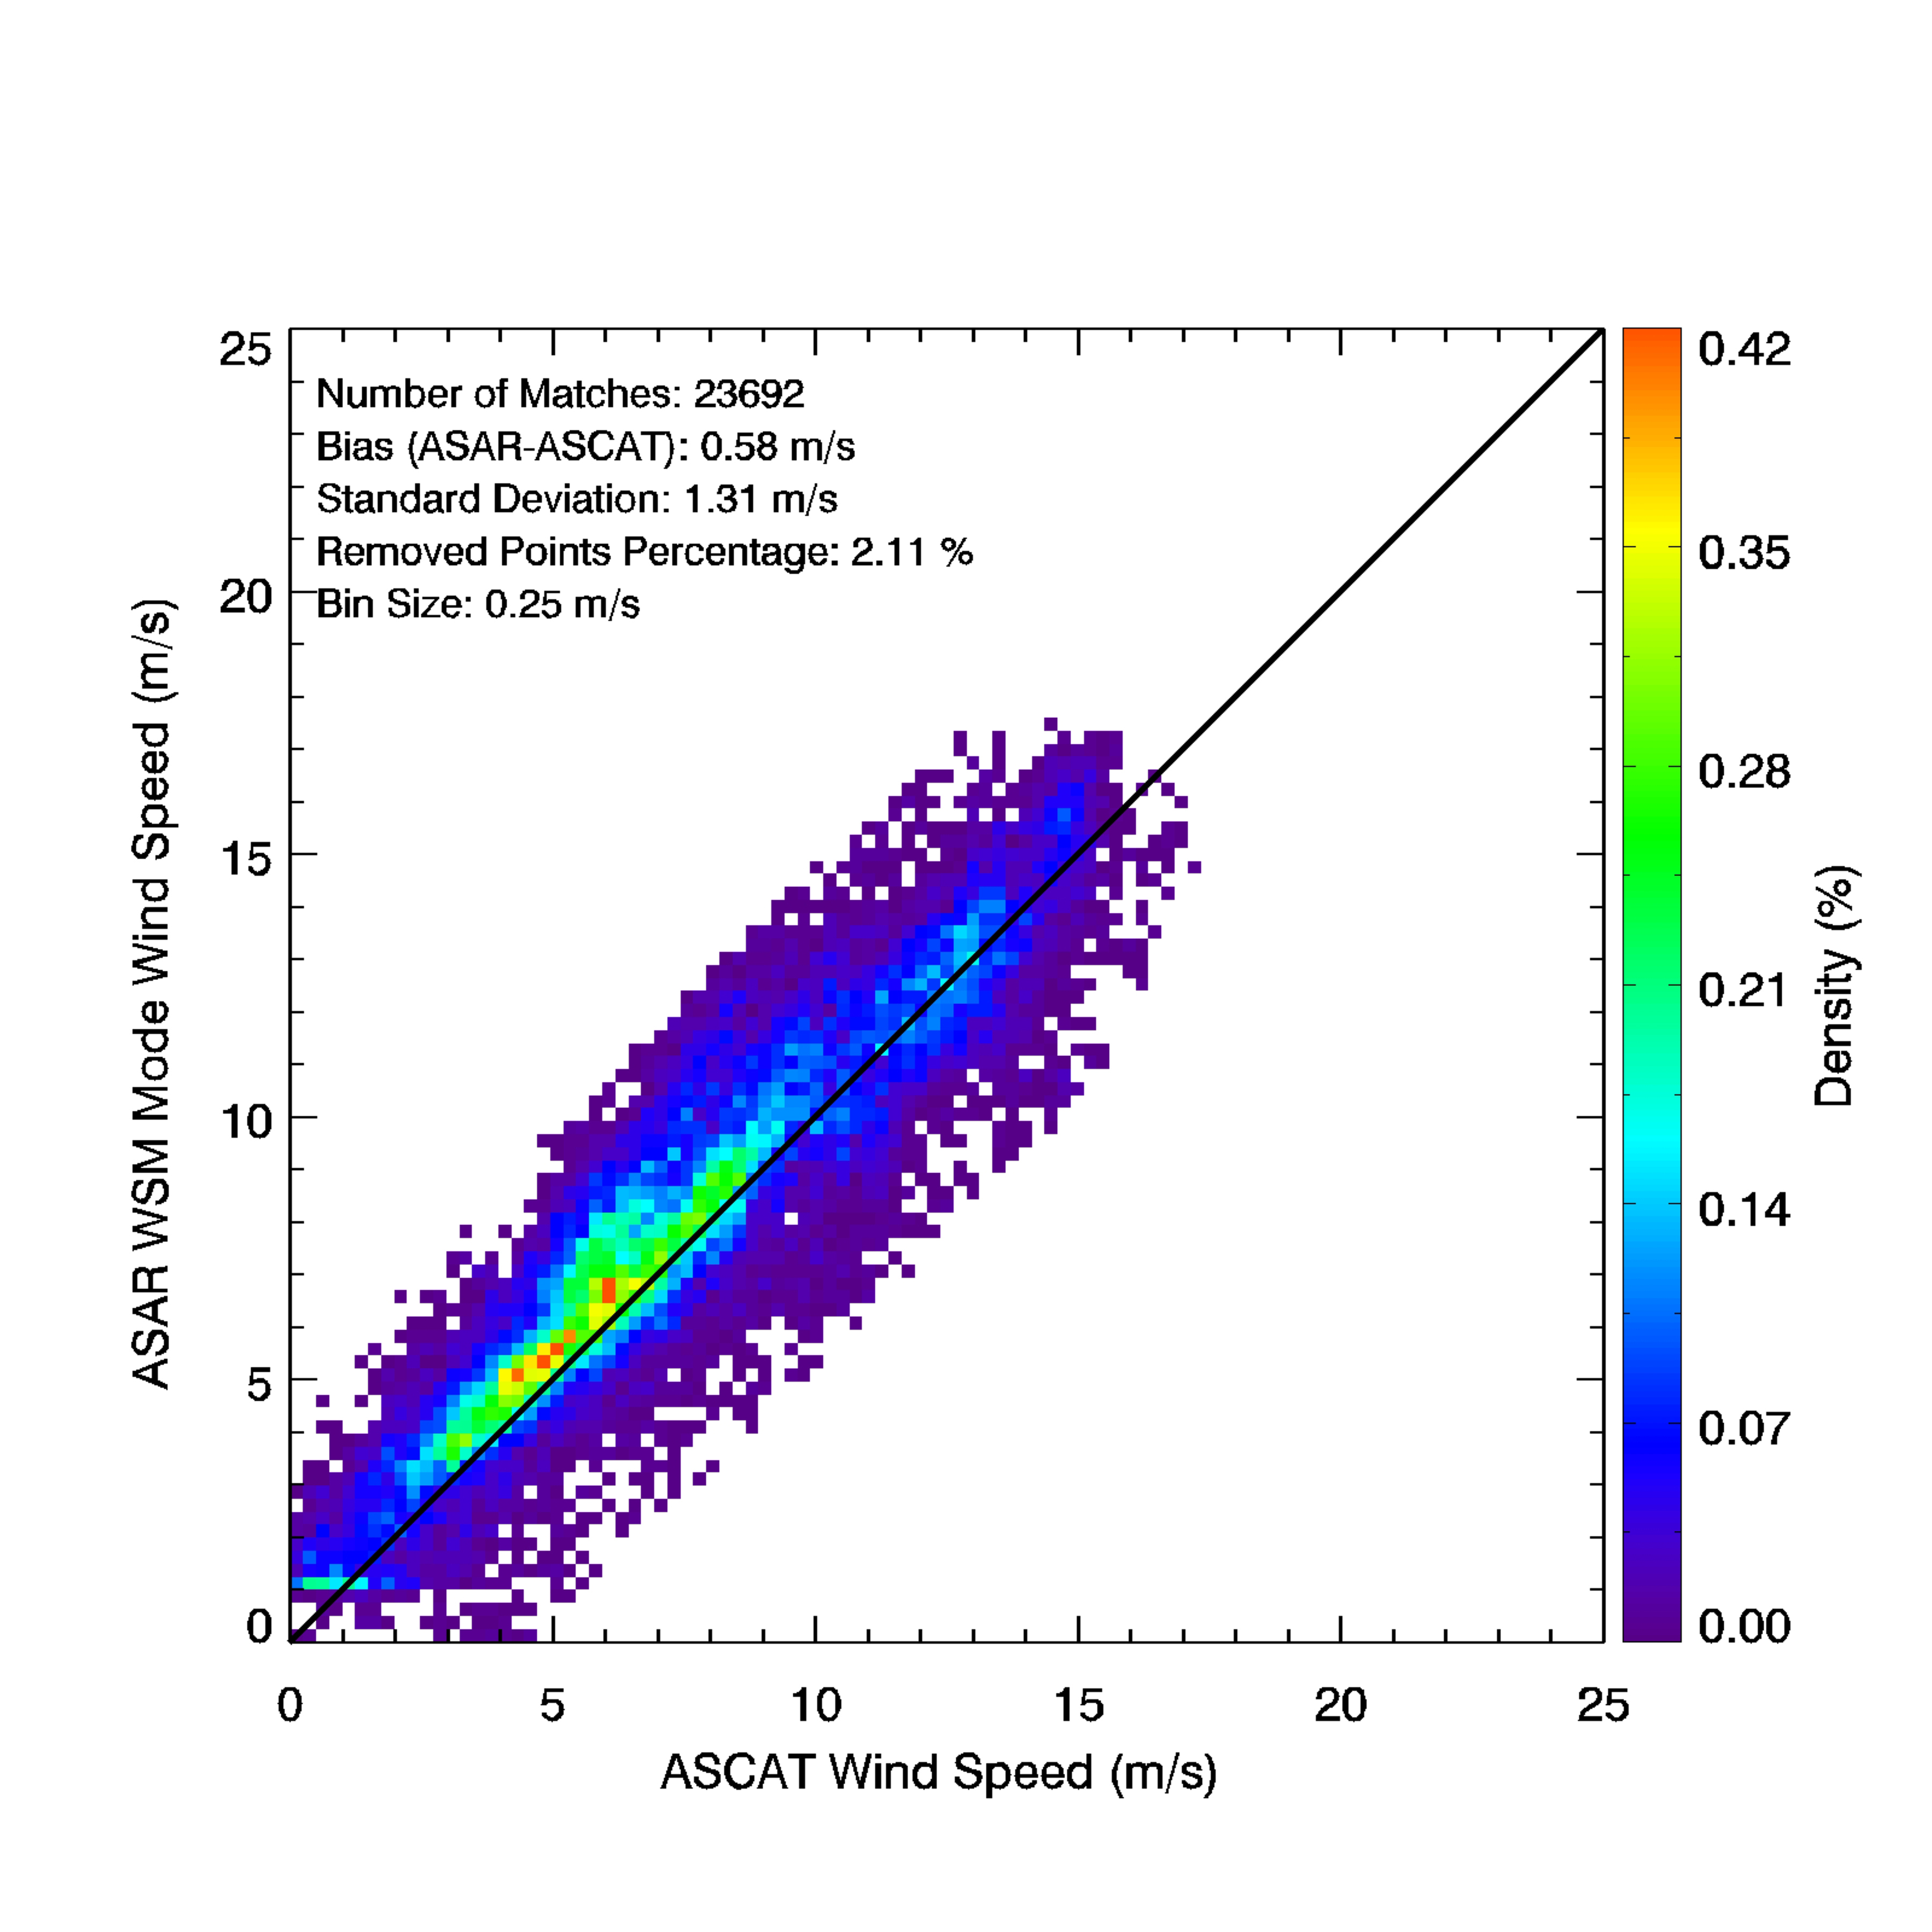 Number of Matches: 23692
Bias (ASAR-ASCAT): 0.58 m/s
Standard Deviation: 1.31 m/s
Removed Points Percentage: 2.11 %
Bin Size: 0.25 m/s
ASAR WSM Mode Wind Speed (m/s)
25
20
15
10
5
0
0 5 10 15 20 25
ASCAT Wind Speed (m/s)
0.42
0.35
0.28
0.21
0.14
0.07
0.00
Density (%)